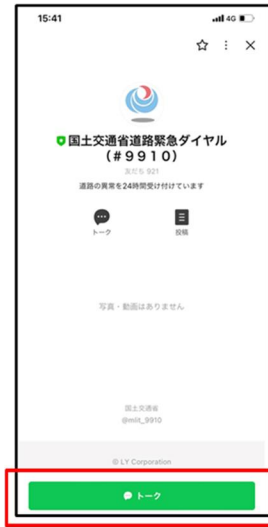 15:41
4G
国土交通省道路緊急ダイヤル
(#9910)
友だち 921
道路の異常を24時間受け付けています
トーク
投稿
写真・動画はありません
国土交通省
@mlit_9910
© LY Corporation
トーク